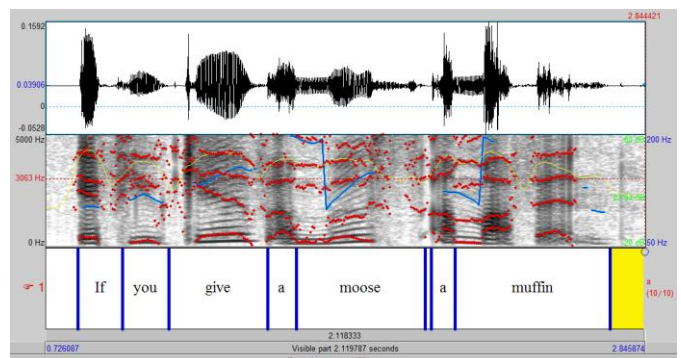 2.844421
0.1592
0.03906
0
-0.0528
5000 Hz
200 Hz
3063 Hz
0 Hz
50 Hz
1
If you give a moose a muffin
a
(10/10)
2.118333
0.726087 Visible part 2.119787 seconds 2.845874